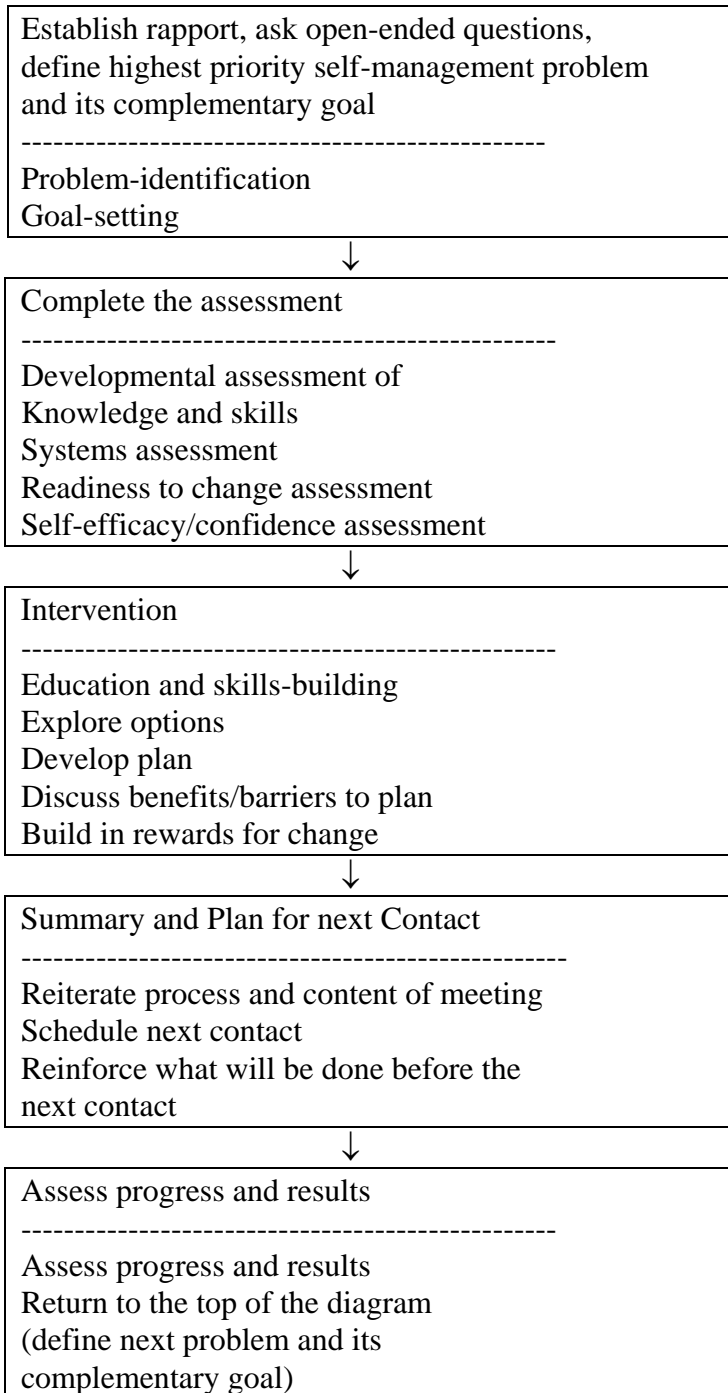 Establish rapport, ask open-ended questions,
define highest priority self-management problem
and its complementary goal
-------------------------------------------------
Problem-identification
Goal-setting
↓
Complete the assessment
--------------------------------------------------
Developmental assessment of
Knowledge and skills
Systems assessment
Readiness to change assessment
Self-efficacy/confidence assessment
↓
Intervention
--------------------------------------------------
Education and skills-building
Explore options
Develop plan
Discuss benefits/barriers to plan
Build in rewards for change
↓
Summary and Plan for next Contact
---------------------------------------------------
Reiterate process and content of meeting
Schedule next contact
Reinforce what will be done before the
next contact
↓
Assess progress and results
--------------------------------------------------
Assess progress and results
Return to the top of the diagram
(define next problem and its
complementary goal)